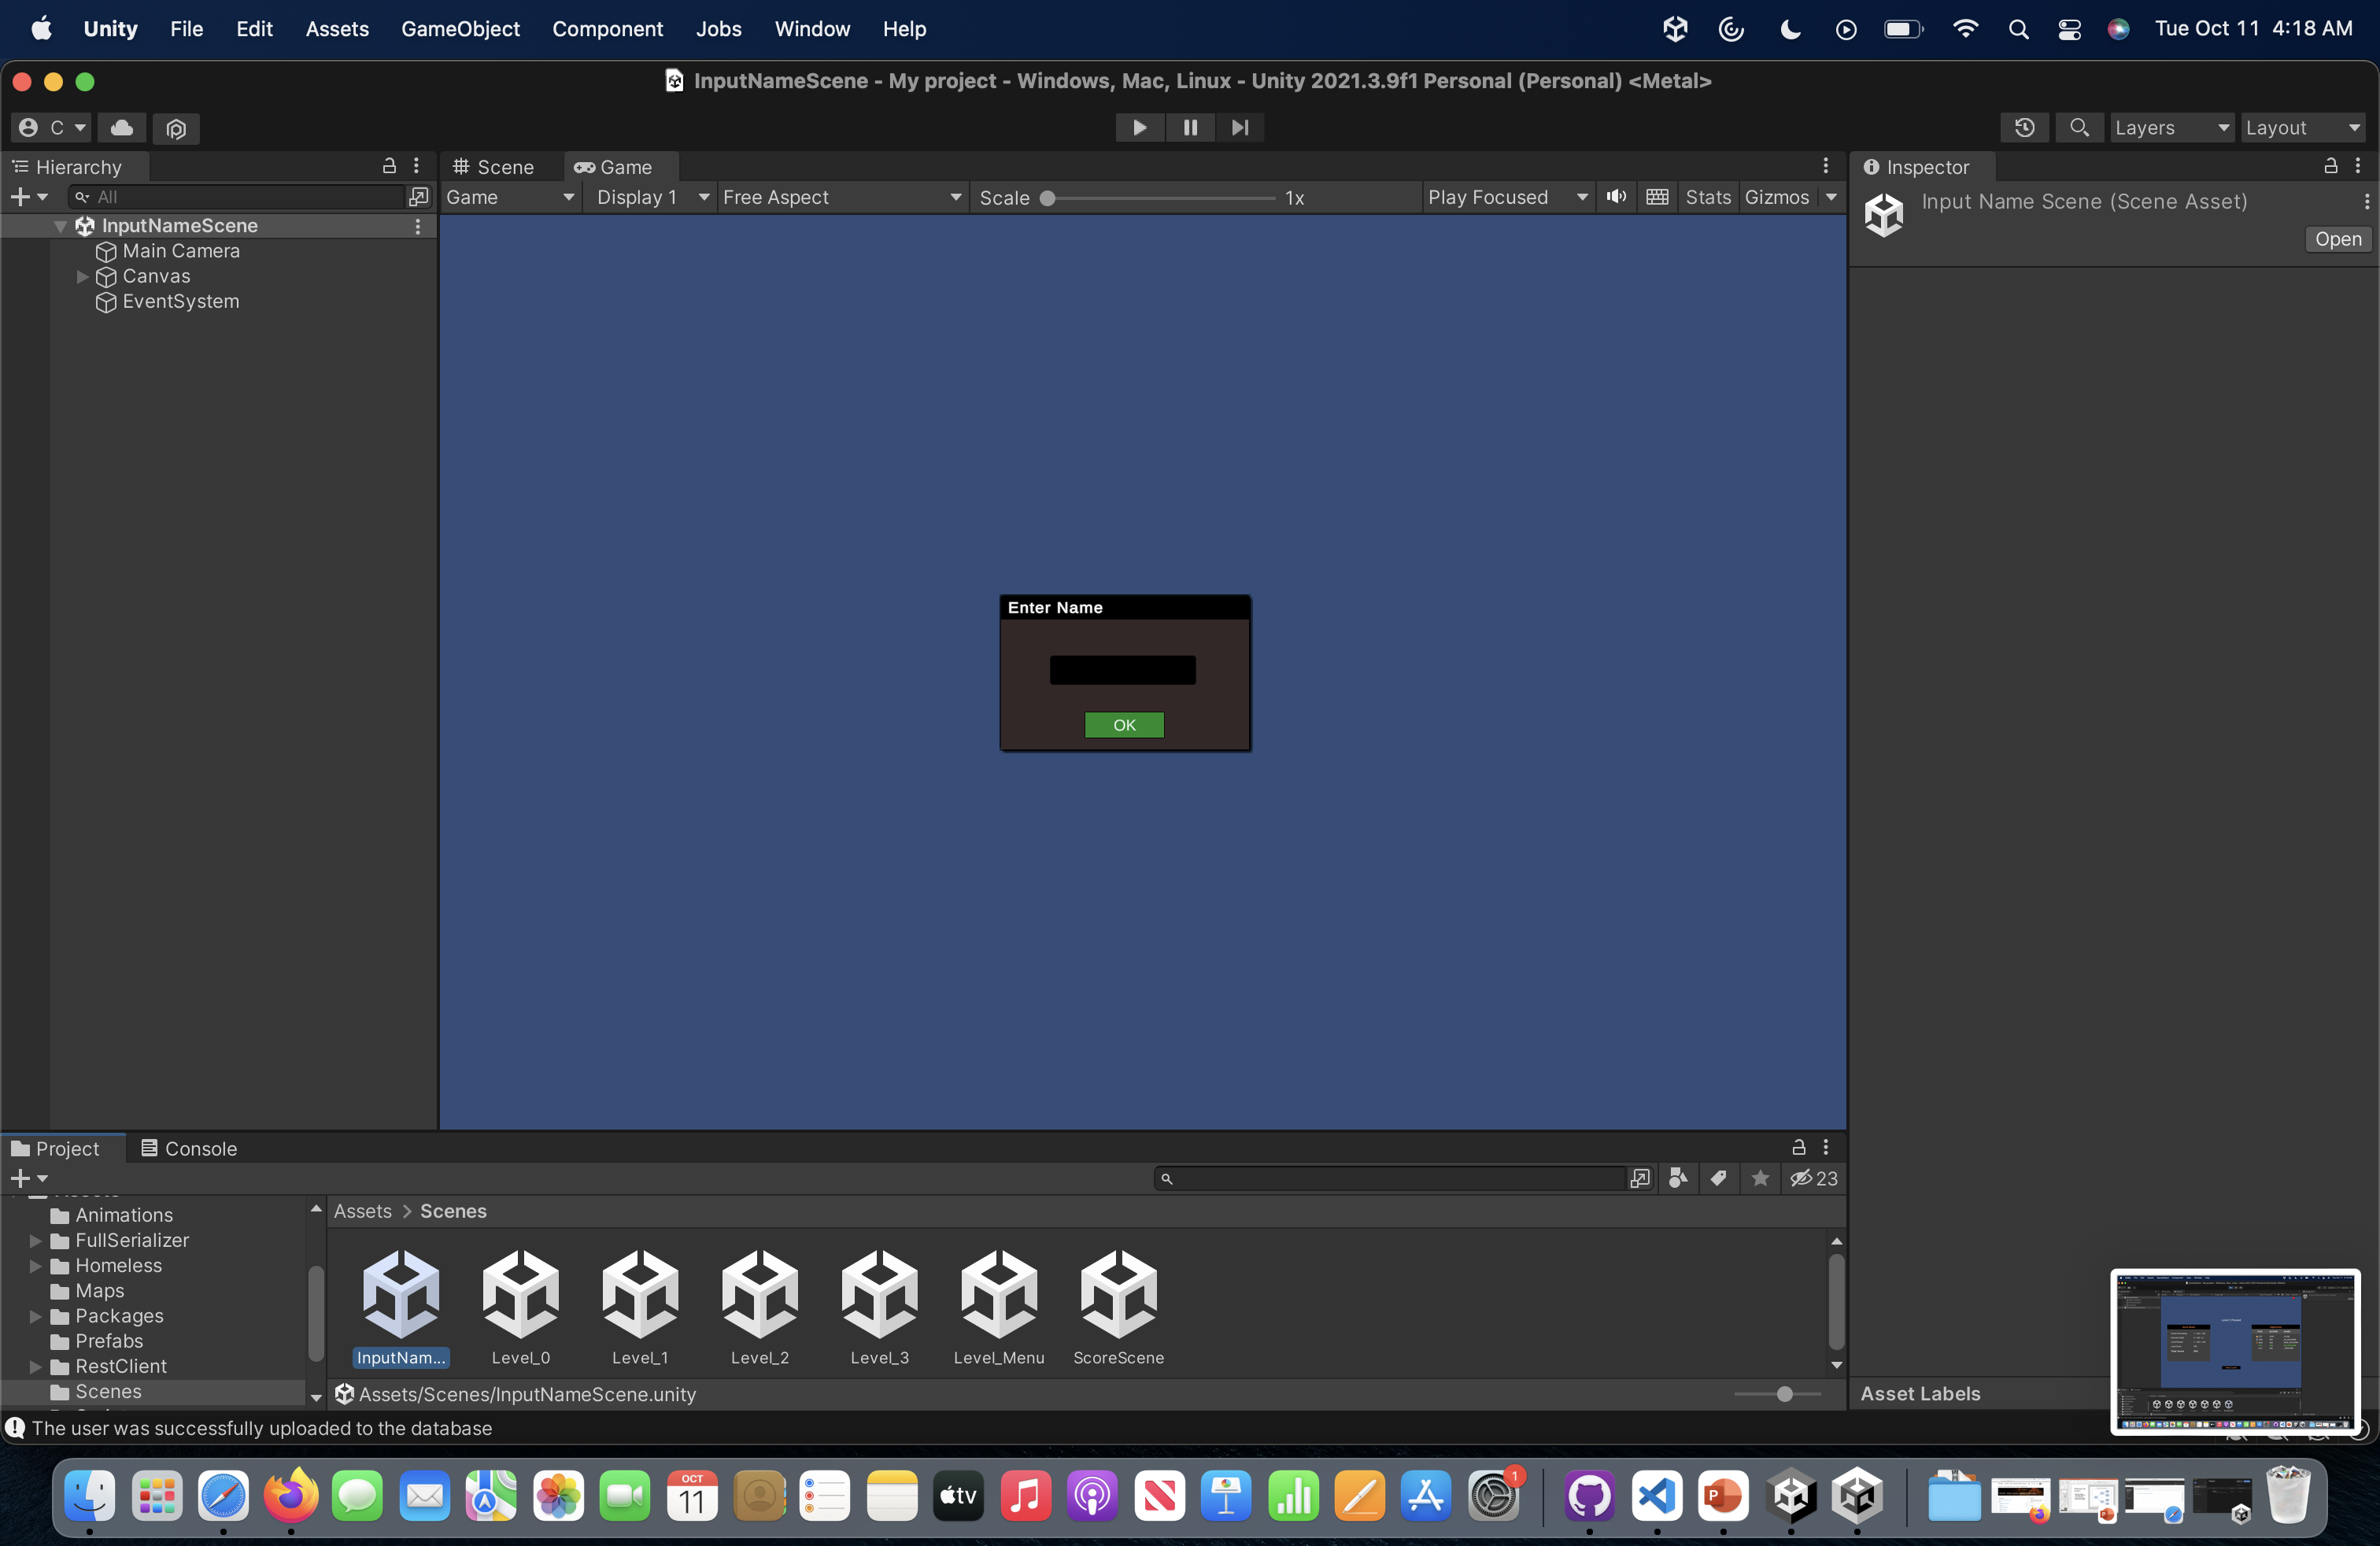 Unity File Edit Assets GameObject Component Jobs Window Help Tue Oct 11 4:18 AM
InputNameScene - My project - Windows, Mac, Linux - Unity 2021.3.9f1 Personal (Personal) <Metal>
C Layers Layout
Hierarchy
All
InputNameScene
Main Camera
Canvas
EventSystem
Scene Game
Game Display 1 Free Aspect Scale 1x Play Focused Stats Gizmos
Enter Name
OK
Inspector
Input Name Scene (Scene Asset)
Open
Project Console
23
Animations
FullSerializer
Homeless
Maps
Packages
Prefabs
RestClient
Scenes
Assets > Scenes
InputNam... Level_0 Level_1 Level_2 Level_3 Level_Menu ScoreScene
Assets/Scenes/InputNameScene.unity
Asset Labels
The user was successfully uploaded to the database
OCT
11
tv
1
P